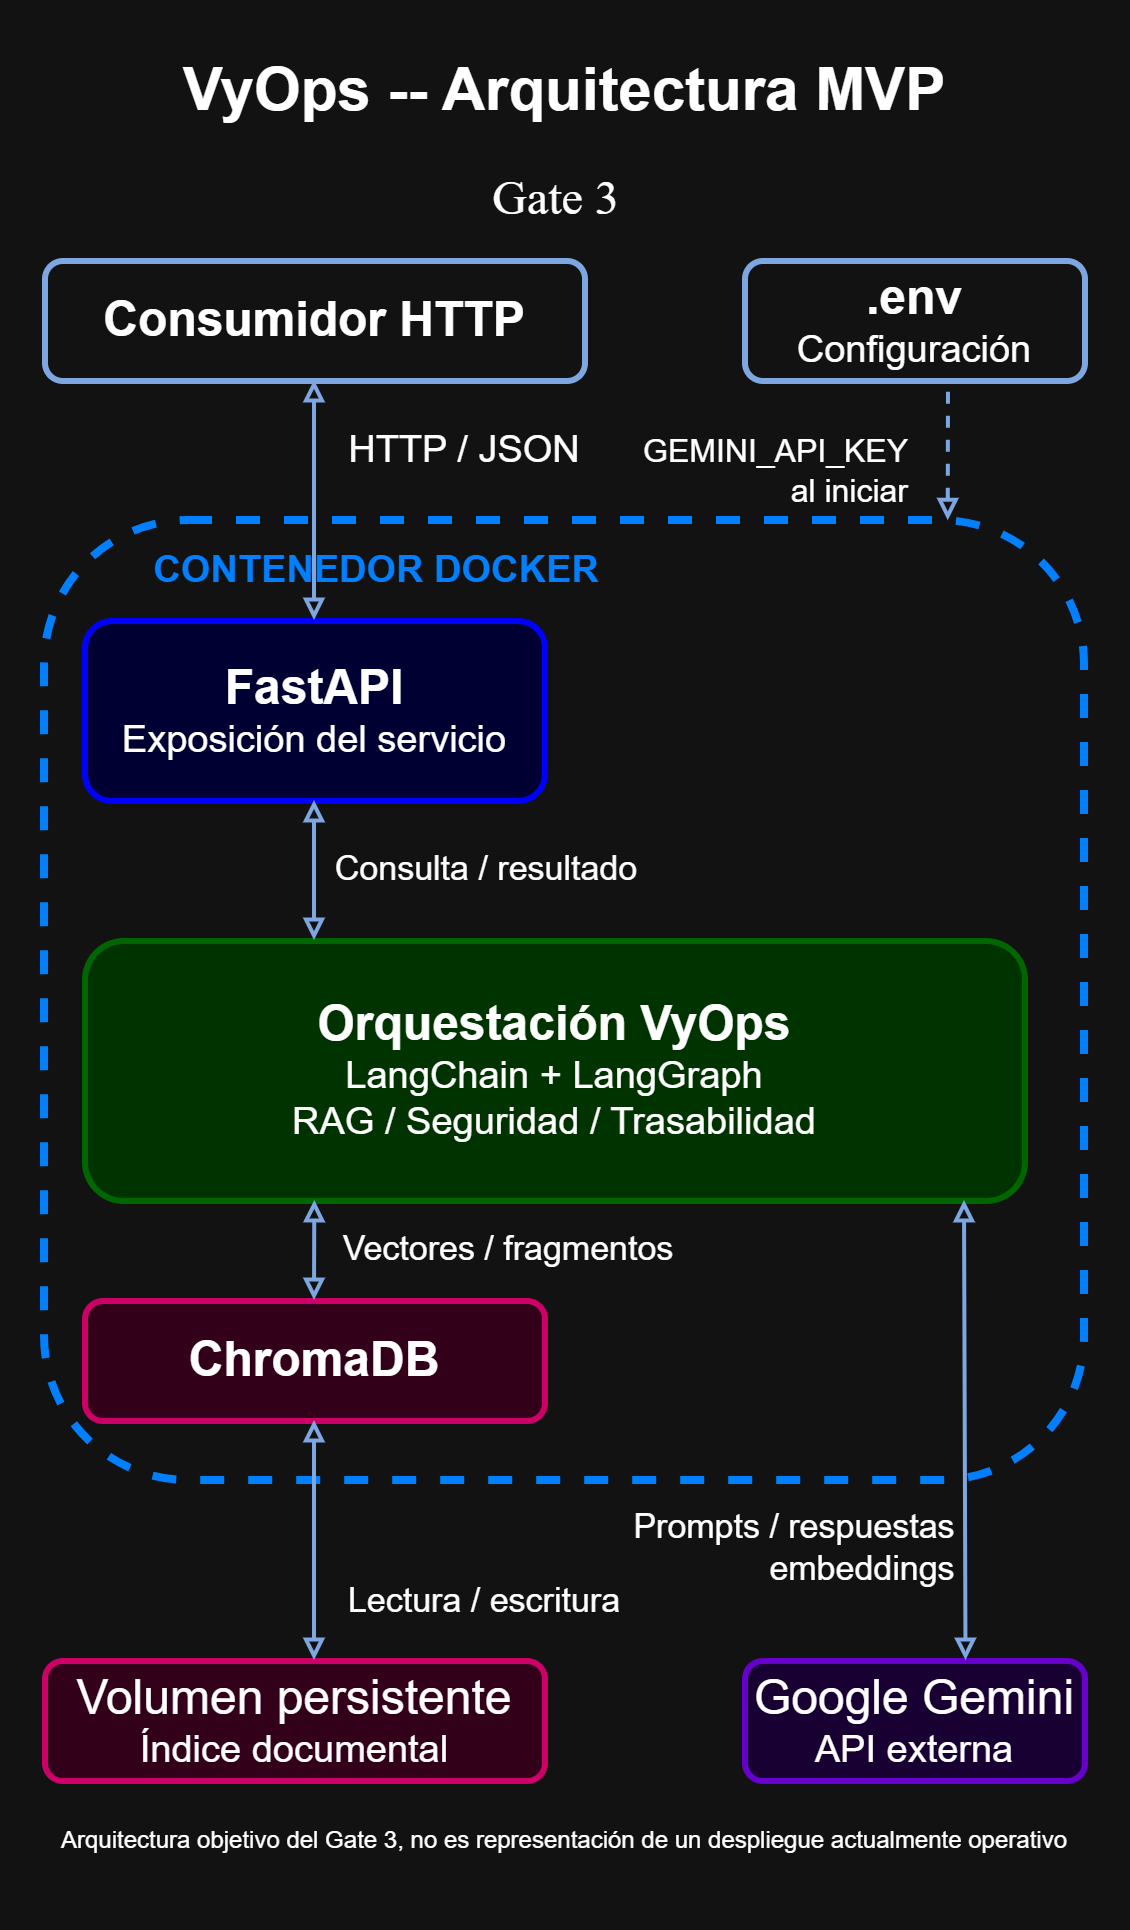 VyOps -- Arquitectura MVP
Gate 3
Consumidor HTTP
.env
Configuración
HTTP / JSON
GEMINI_API_KEY
al iniciar
CONTENEDOR DOCKER
FastAPI
Exposición del servicio
Consulta / resultado
Orquestación VyOps
LangChain + LangGraph
RAG / Seguridad / Trasabilidad
Vectores / fragmentos
ChromaDB
Prompts / respuestas
embeddings
Lectura / escritura
Volumen persistente
Índice documental
Google Gemini
API externa
Arquitectura objetivo del Gate 3, no es representación de un despliegue actualmente operativo